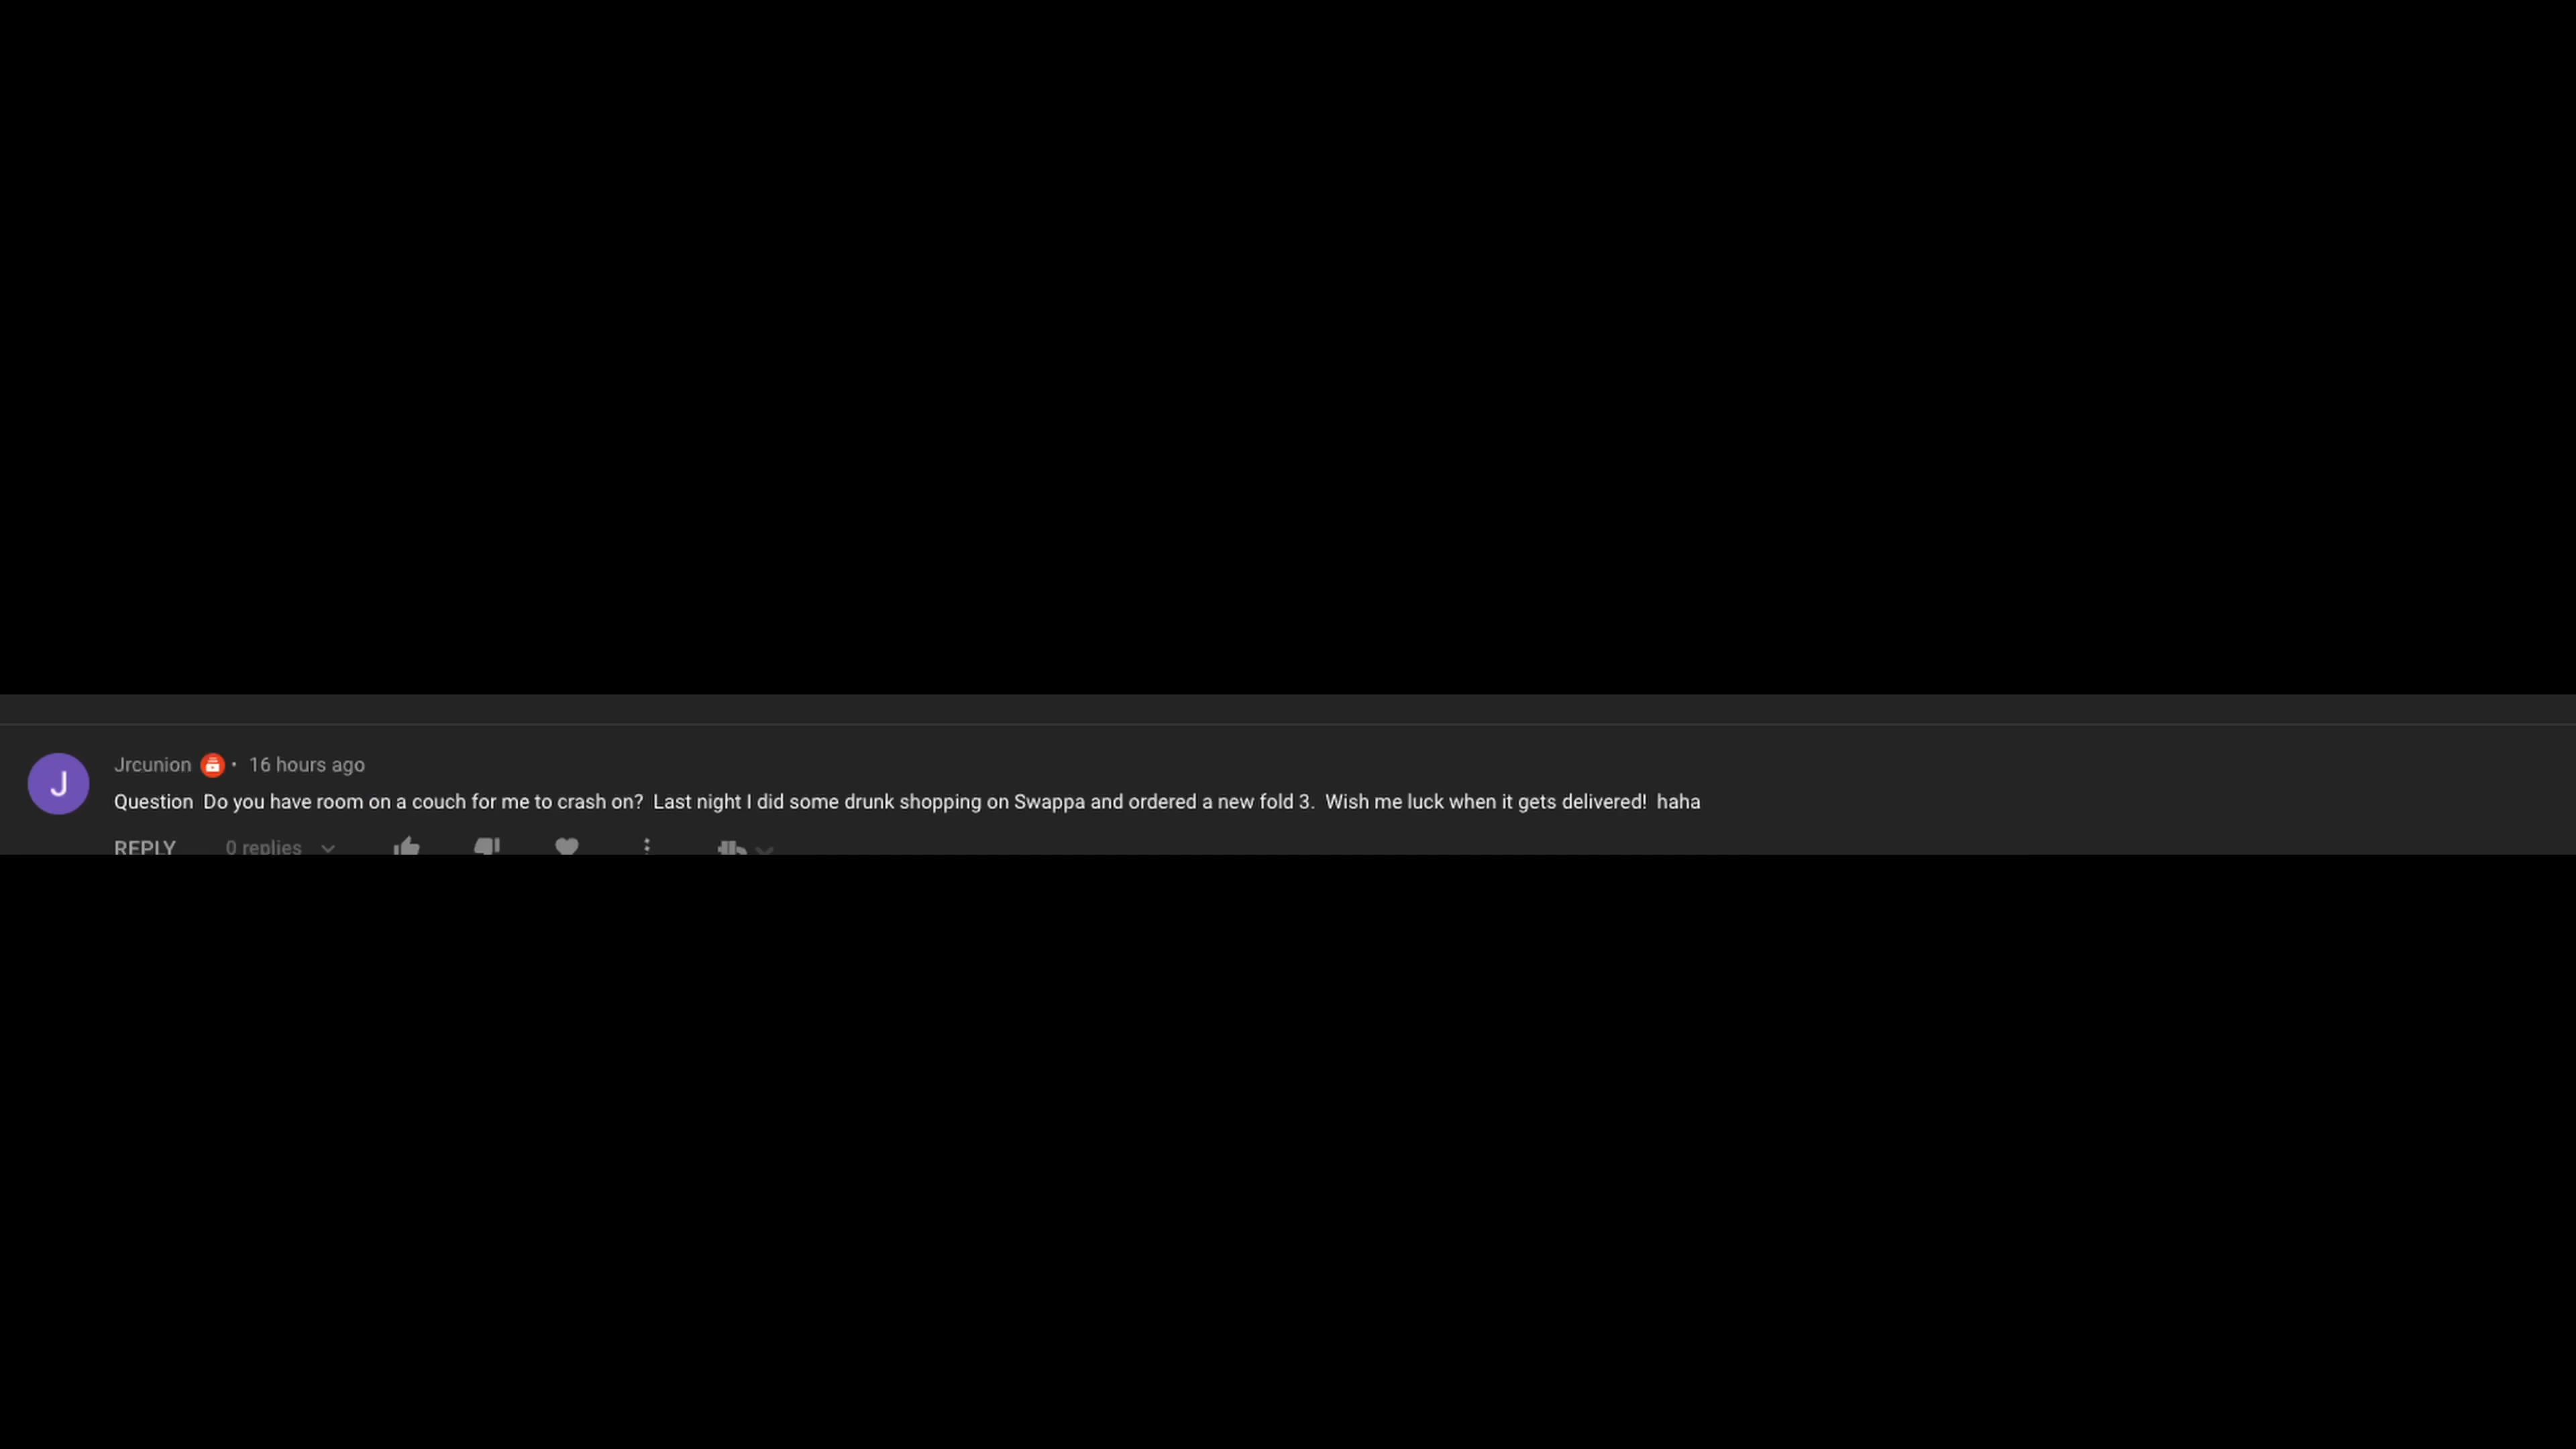 J
Jrcunion • 16 hours ago
Question  Do you have room on a couch for me to crash on?  Last night I did some drunk shopping on Swappa and ordered a new fold 3.  Wish me luck when it gets delivered!  haha
REPLY 0 replies